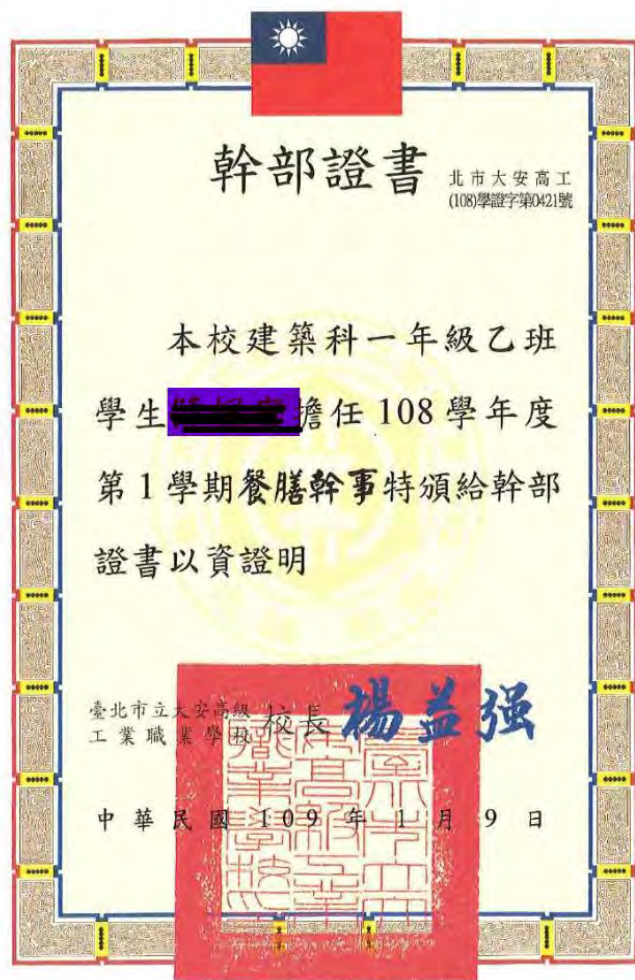 幹部證書
北市大安高工
(108)學證字第0421號
本校建築科一年級乙班
學生擔任108學年度
第1學期餐膳幹事特頒給幹部
證書以資證明
臺北市立大安高級
工業職業學校
校長 楊益强
中華民國109年1月9日